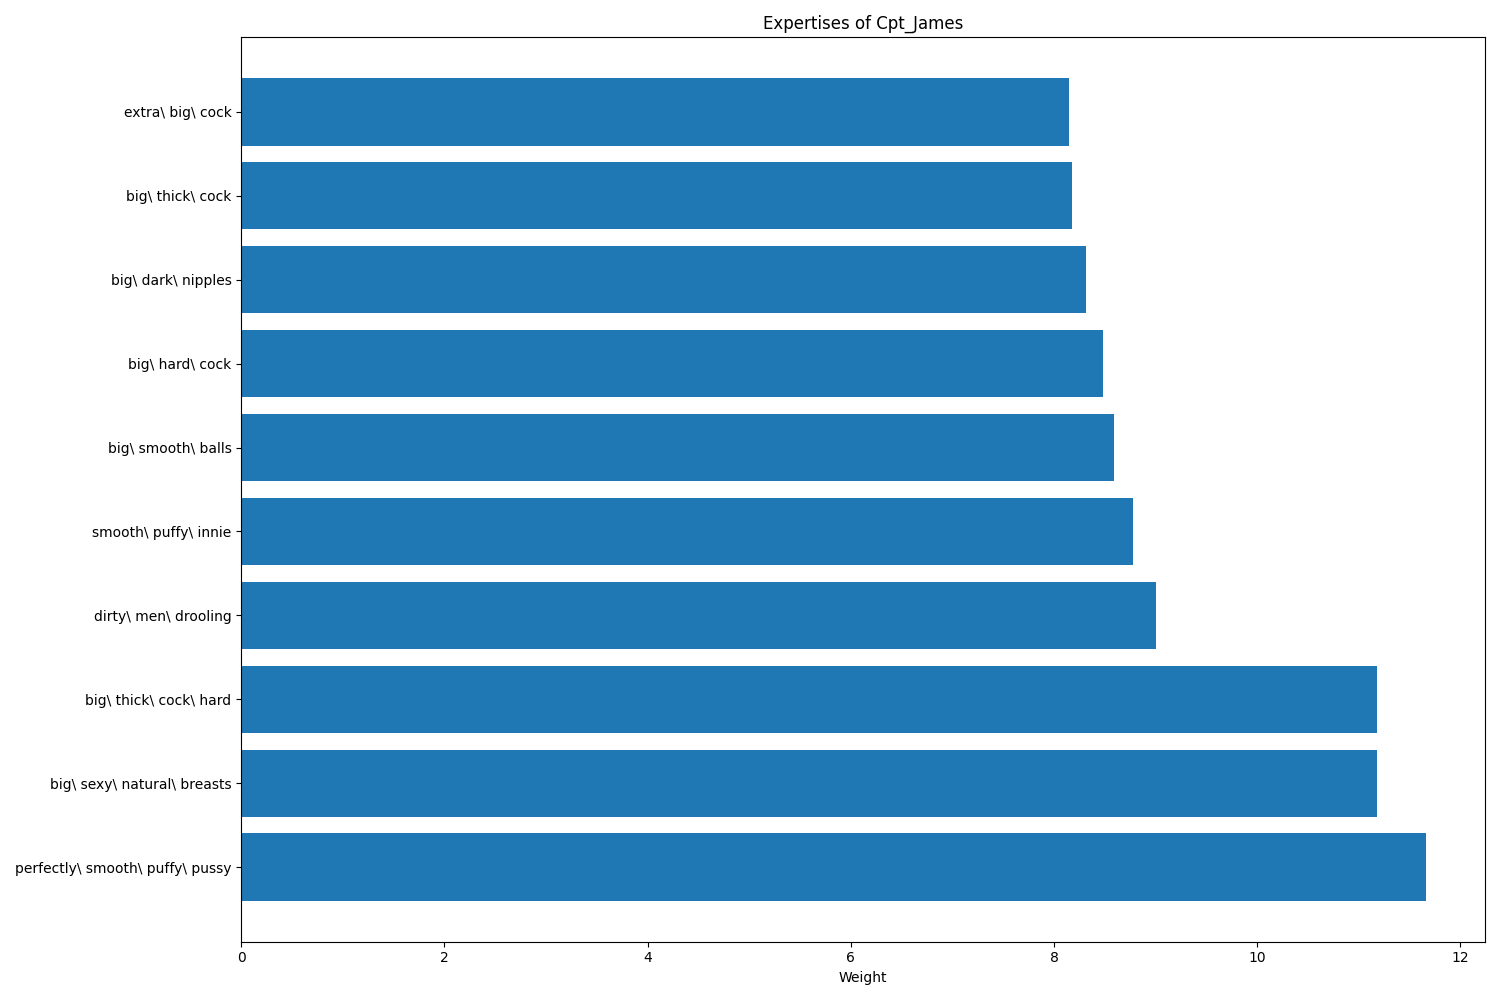 Expertises of Cpt_James
extra\ big\ cock
big\ thick\ cock
big\ dark\ nipples
big\ hard\ cock
big\ smooth\ balls
smooth\ puffy\ innie
dirty\ men\ drooling
big\ thick\ cock\ hard
big\ sexy\ natural\ breasts
perfectly\ smooth\ puffy\ pussy
0 2 4 6 8 10 12
Weight